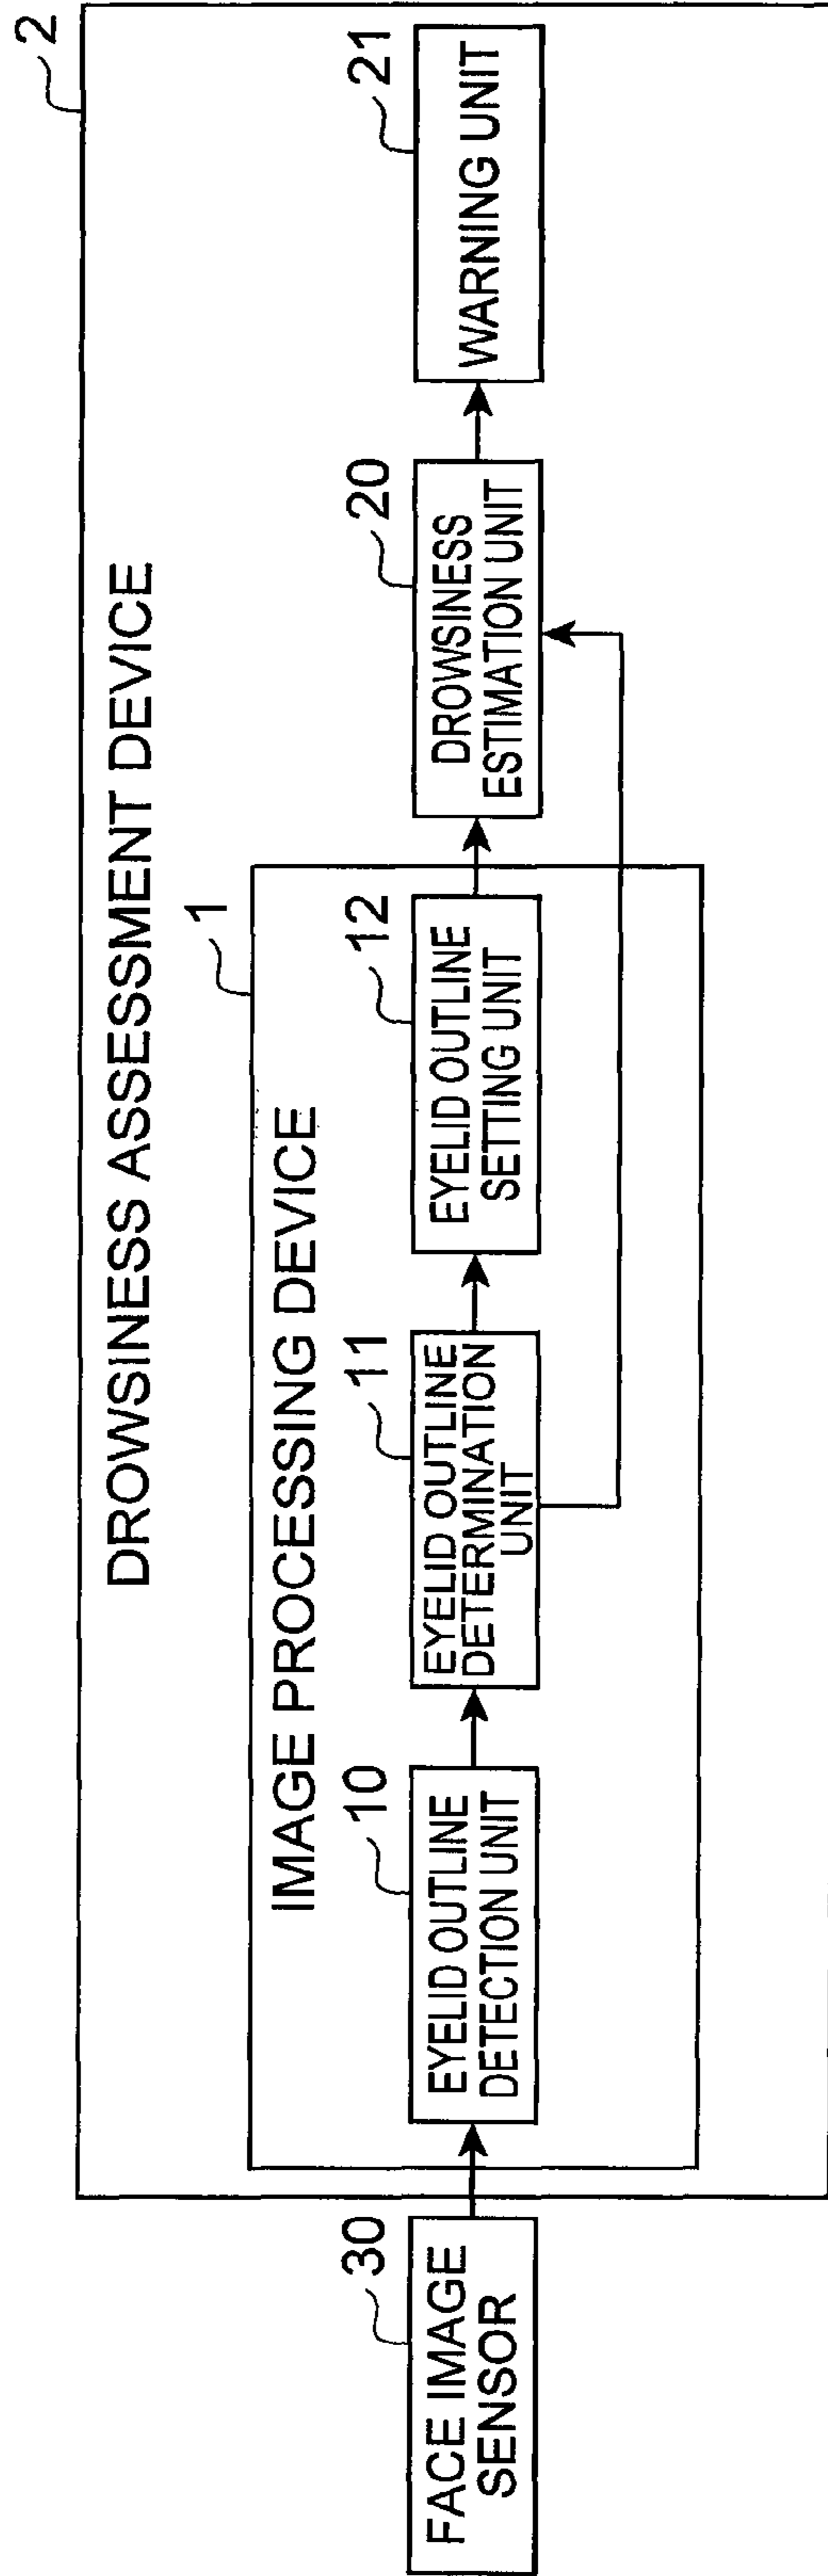 2
DROWSINESS ASSESSMENT DEVICE
1
IMAGE PROCESSING DEVICE
30
FACE IMAGE
SENSOR
10
EYELID OUTLINE
DETECTION UNIT
11
EYELID OUTLINE
DETERMINATION
UNIT
12
EYELID OUTLINE
SETTING UNIT
20
DROWSINESS
ESTIMATION UNIT
21
WARNING UNIT